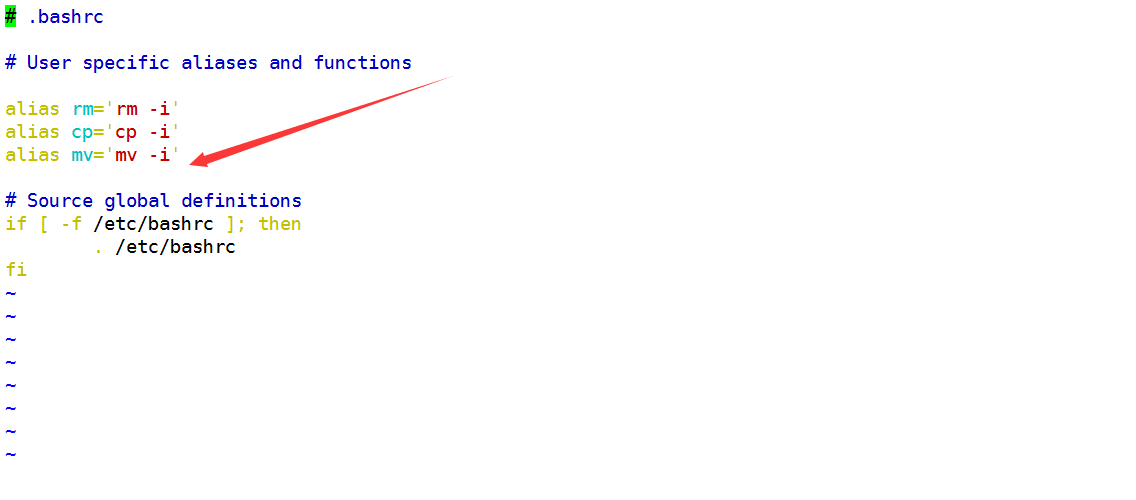 # .bashrc
# User specific aliases and functions
alias rm='rm -i'
alias cp='cp -i'
alias mv='mv -i'
# Source global definitions
if [ -f /etc/bashrc ]; then
        . /etc/bashrc
fi
~
~
~
~
~
~
~
~